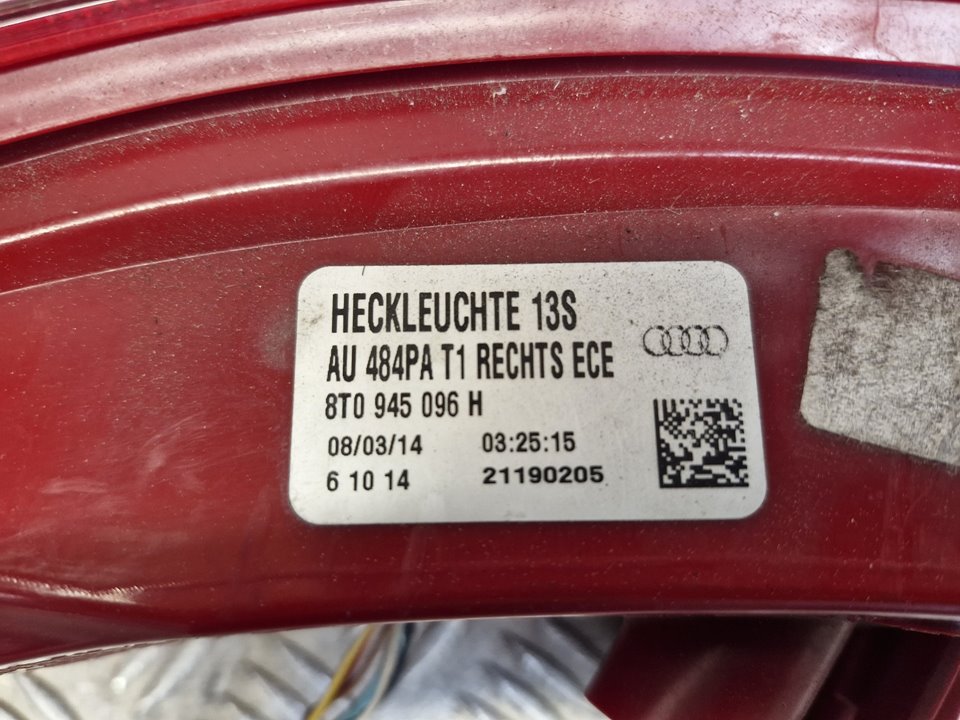 HECKLEUCHTE 13S
AU 484PA T1 RECHTS ECE
8T0 945 096 H
08/03/14 03:25:15
6 10 14 21190205